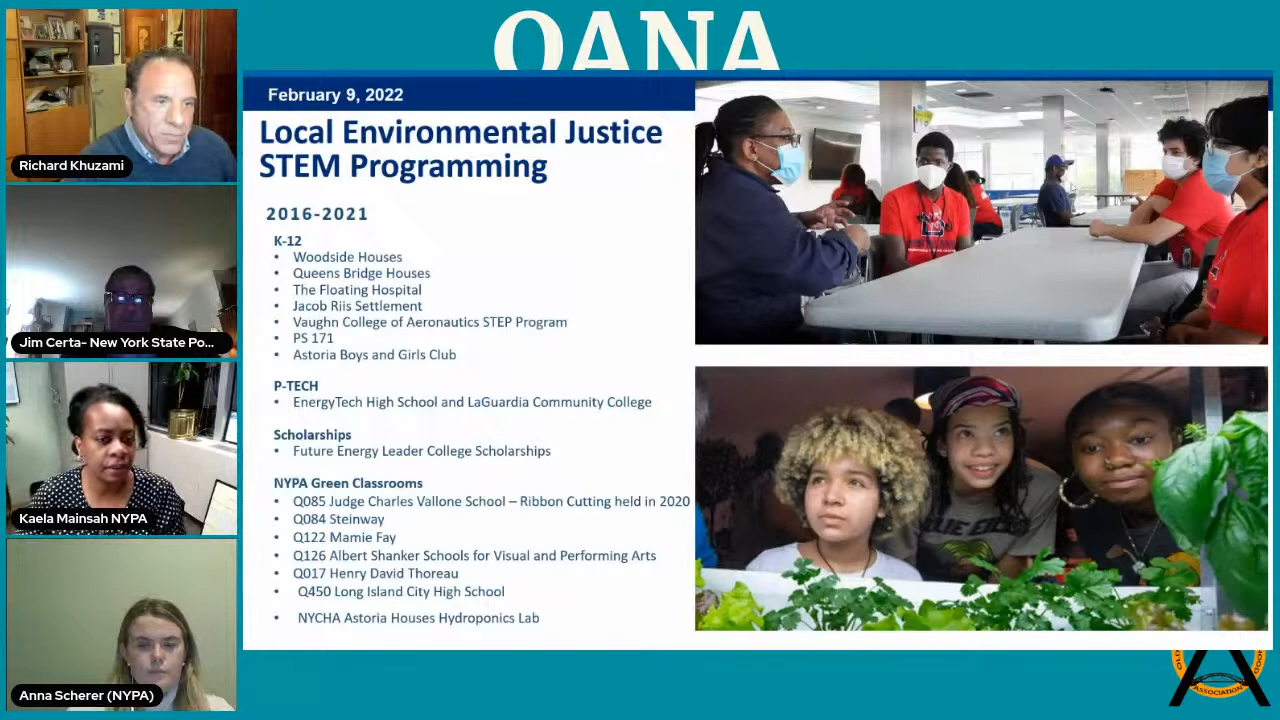 OANA
Richard Khuzami
Jim Certa- New York State Po...
Kaela Mainsah NYPA
Anna Scherer (NYPA)
February 9, 2022
Local Environmental Justice
STEM Programming
2016-2021
K-12
• Woodside Houses
• Queens Bridge Houses
• The Floating Hospital
• Jacob Riis Settlement
• Vaughn College of Aeronautics STEP Program
• PS 171
• Astoria Boys and Girls Club
P-TECH
• EnergyTech High School and LaGuardia Community College
Scholarships
• Future Energy Leader College Scholarships
NYPA Green Classrooms
• Q085 Judge Charles Vallone School – Ribbon Cutting held in 2020
• Q084 Steinway
• Q122 Mamie Fay
• Q126 Albert Shanker Schools for Visual and Performing Arts
• Q017 Henry David Thoreau
• Q450 Long Island City High School
• NYCHA Astoria Houses Hydroponics Lab
ASSOCIATION